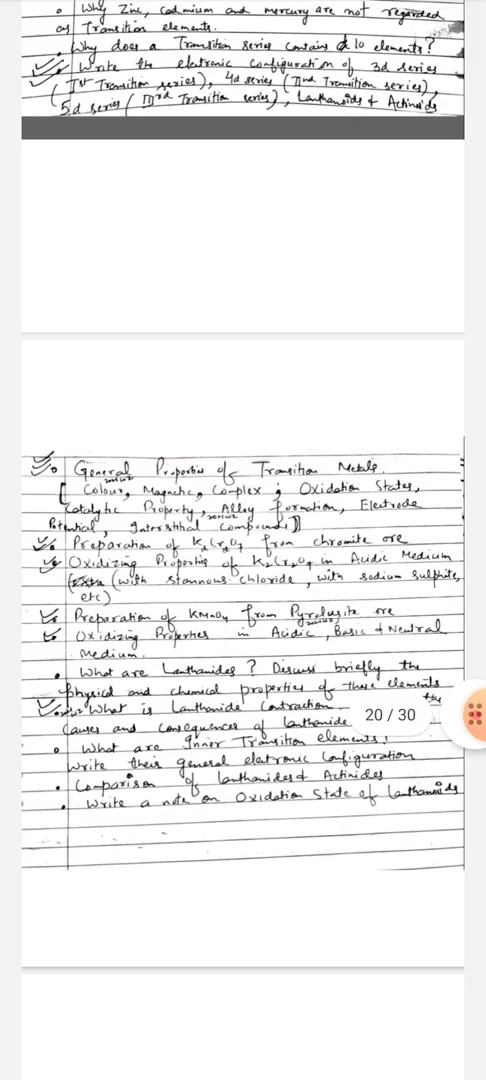 Why Zinc, Cadmium and mercury are not regarded
as Transition elements.
Why does a Transition Series contains 10 elements?
Write the electronic configuration of 3d series
(Ist Transition series), 4d series (IInd Transition series),
5d series (IIIrd Transition series), Lanthanoids & Actinoids
General Properties of Transition Metals.
[Colour, Magnetic, Complex, Oxidation States,
Catalytic Property, Alloy formation, Electrode
Potential, Interstitial Compounds]
Preparation of K2Cr2O7 from chromite ore
Oxidizing Properties of K2Cr2O7 in Acidic Medium
(with stannous chloride, with sodium sulphite,
etc)
Preparation of KMnO4 from Pyrolusite ore
Oxidizing Properties in Acidic, Basic & Neutral
Medium.
What are Lanthanides? Discuss briefly the
physical and chemical properties of these elements
What is Lanthanide Contraction. the
Causes and Consequences of lanthanide
What are Inner Transition elements!
Write their general electronic Configuration
Comparison of lanthanides & Actinides
Write a note on Oxidation State of Lanthanoids
20 / 30